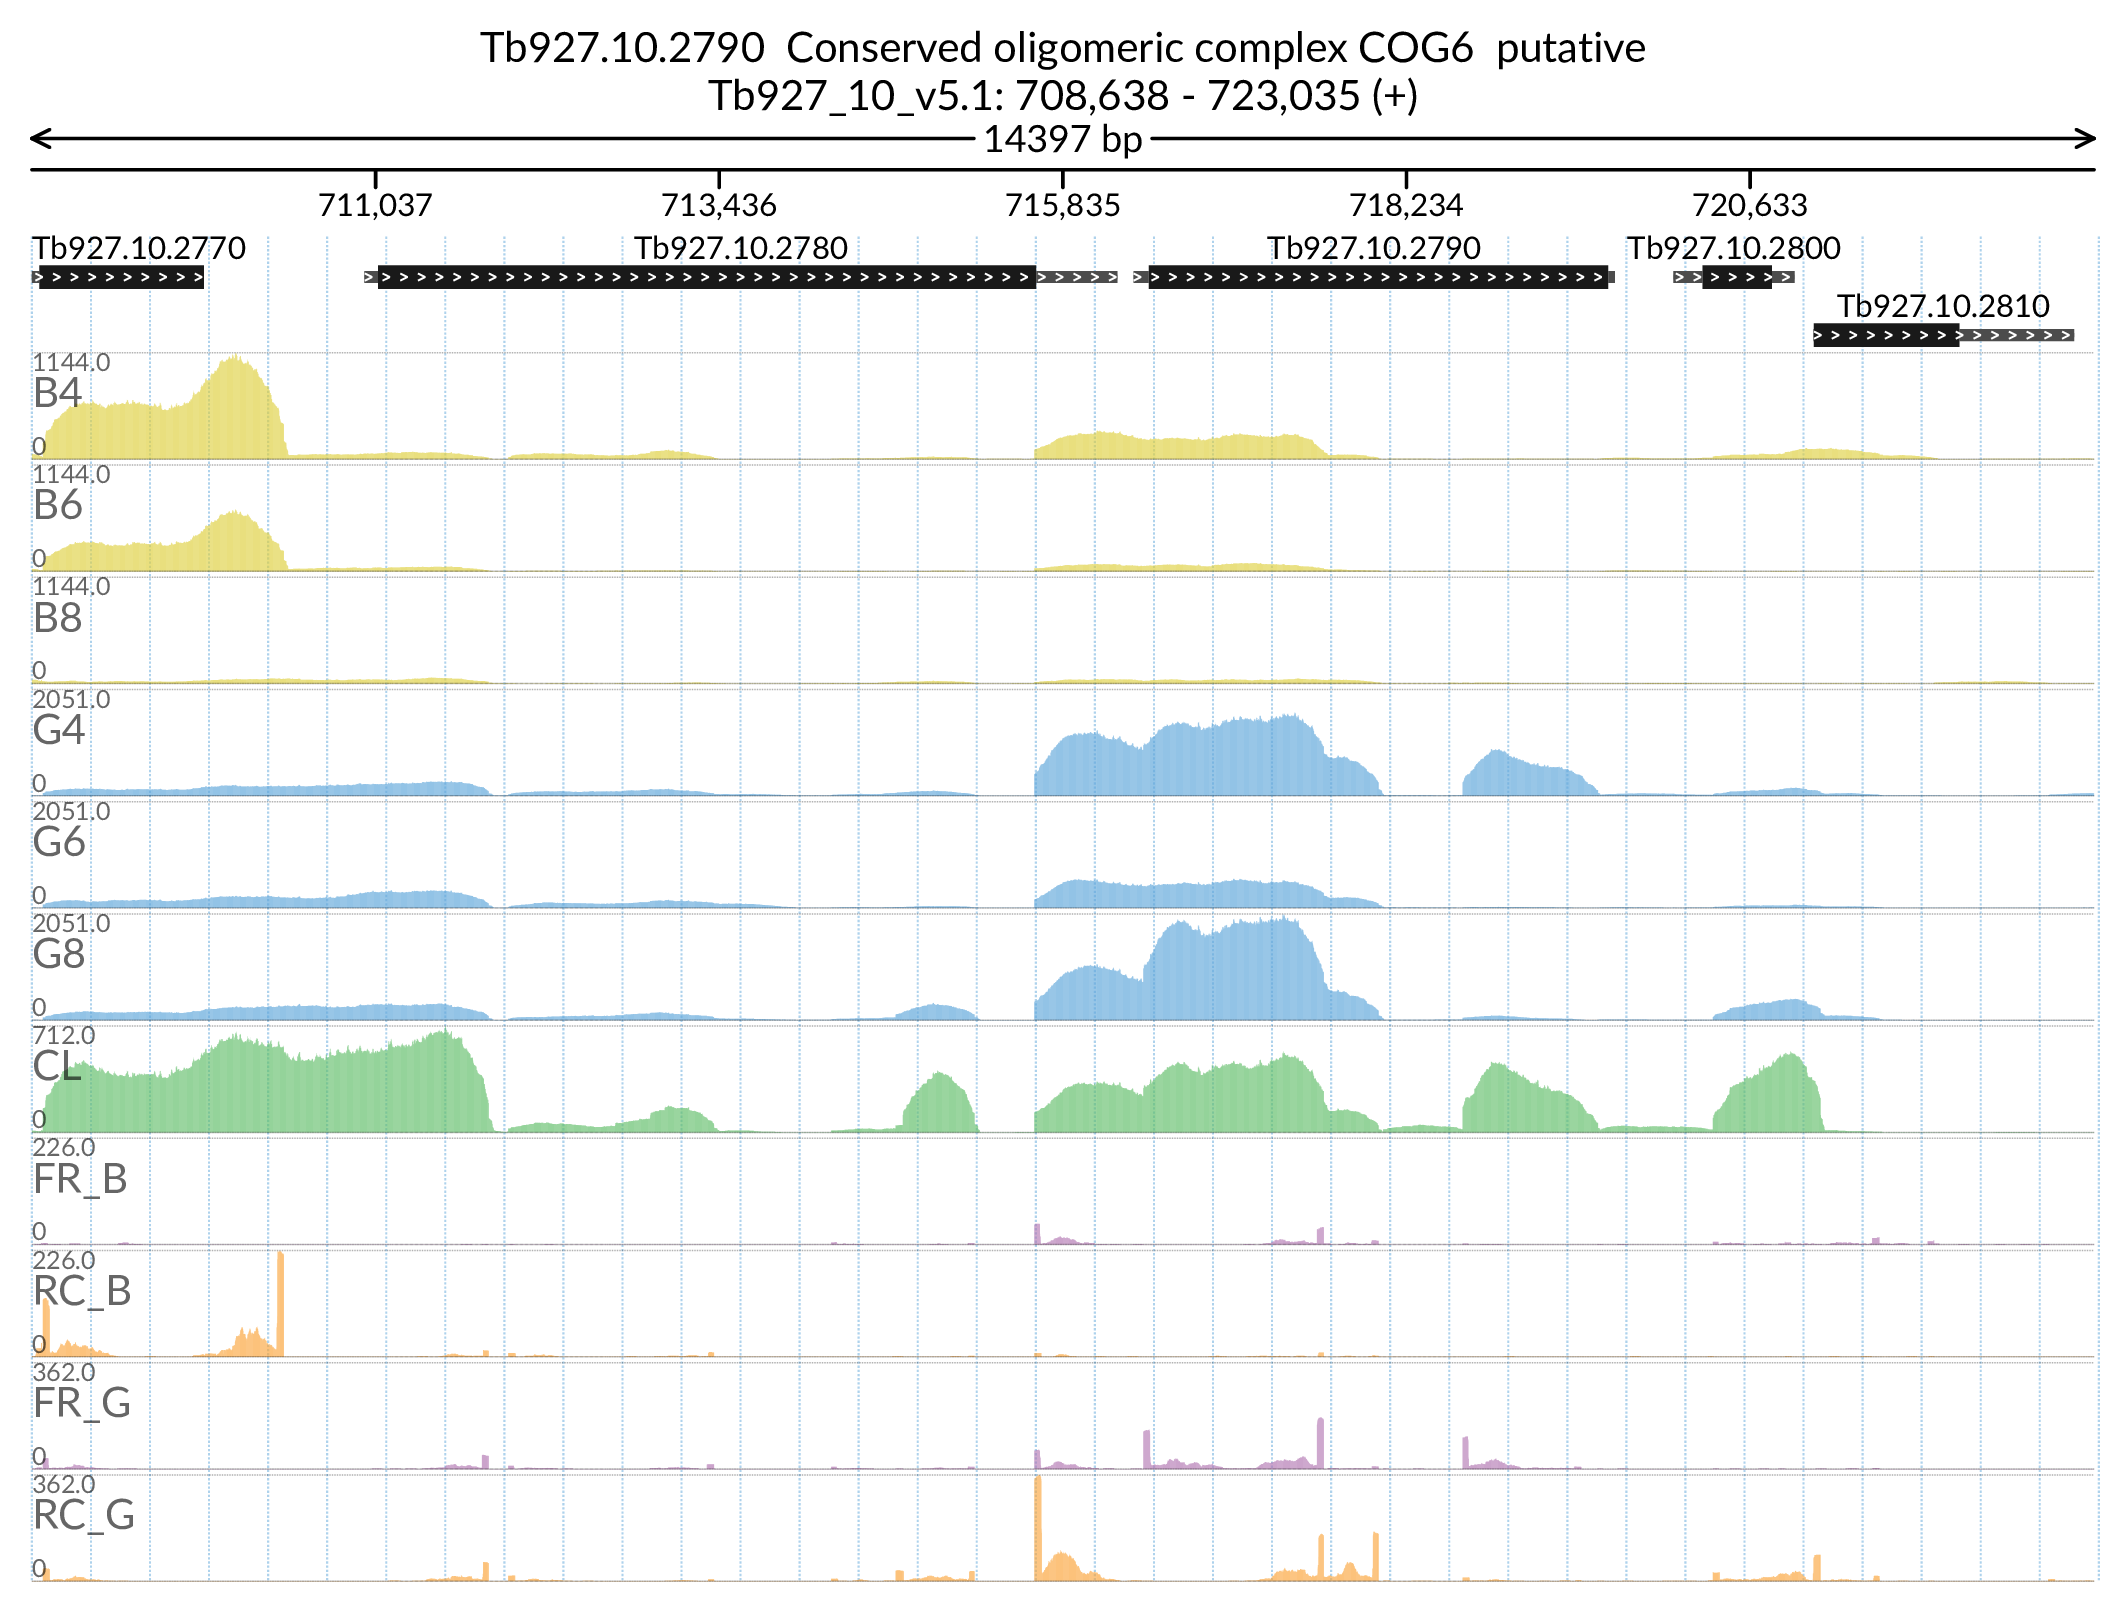 Tb927.10.2790  Conserved oligomeric complex COG6  putative
Tb927_10_v5.1: 708,638 - 723,035 (+)
14397 bp
711,037 713,436 715,835 718,234 720,633
Tb927.10.2770 Tb927.10.2780 Tb927.10.2790 Tb927.10.2800
Tb927.10.2810
1144.0
B4
0
1144.0
B6
0
1144.0
B8
0
2051.0
G4
0
2051.0
G6
0
2051.0
G8
0
712.0
CL
0
226.0
FR_B
0
226.0
RC_B
0
362.0
FR_G
0
362.0
RC_G
0